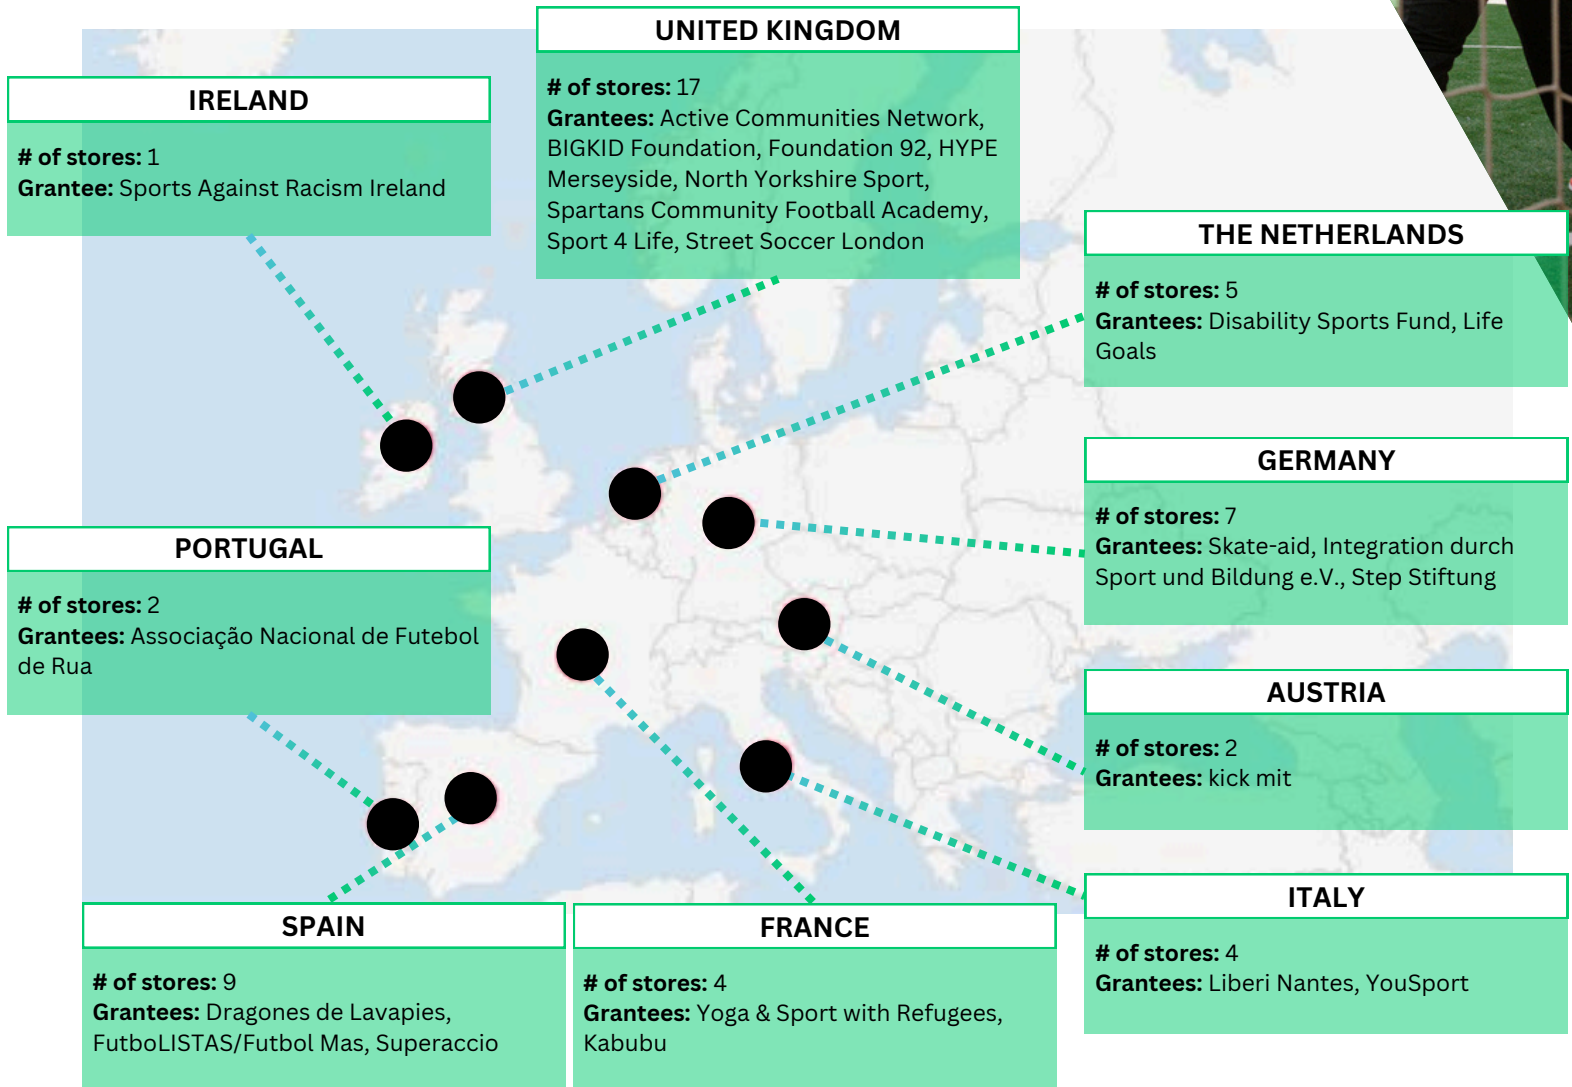 UNITED KINGDOM
# of stores: 17
Grantees: Active Communities Network,
BIGKID Foundation, Foundation 92, HYPE
Merseyside, North Yorkshire Sport,
Spartans Community Football Academy,
Sport 4 Life, Street Soccer London
IRELAND
# of stores: 1
Grantee: Sports Against Racism Ireland
THE NETHERLANDS
# of stores: 5
Grantees: Disability Sports Fund, Life
Goals
GERMANY
# of stores: 7
Grantees: Skate-aid, Integration durch
Sport und Bildung e.V., Step Stiftung
PORTUGAL
# of stores: 2
Grantees: Associação Nacional de Futebol
de Rua
AUSTRIA
# of stores: 2
Grantees: kick mit
ITALY
# of stores: 4
Grantees: Liberi Nantes, YouSport
SPAIN
# of stores: 9
Grantees: Dragones de Lavapies,
FutboLISTAS/Futbol Mas, Superaccio
FRANCE
# of stores: 4
Grantees: Yoga & Sport with Refugees,
Kabubu